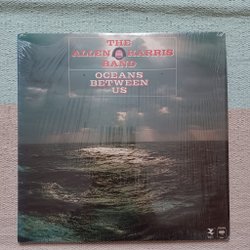 THE
ALLEN HARRIS
BAND
OCEANS
BETWEEN
US